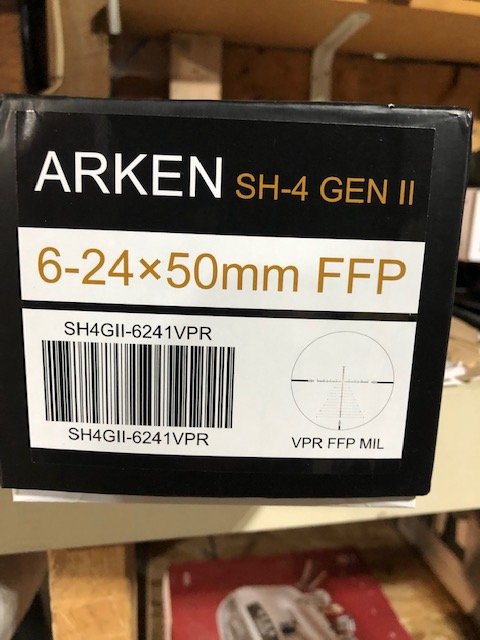 ARKEN SH-4 GEN II
6-24×50mm FFP
SH4GII-6241VPR
SH4GII-6241VPR
VPR FFP MIL